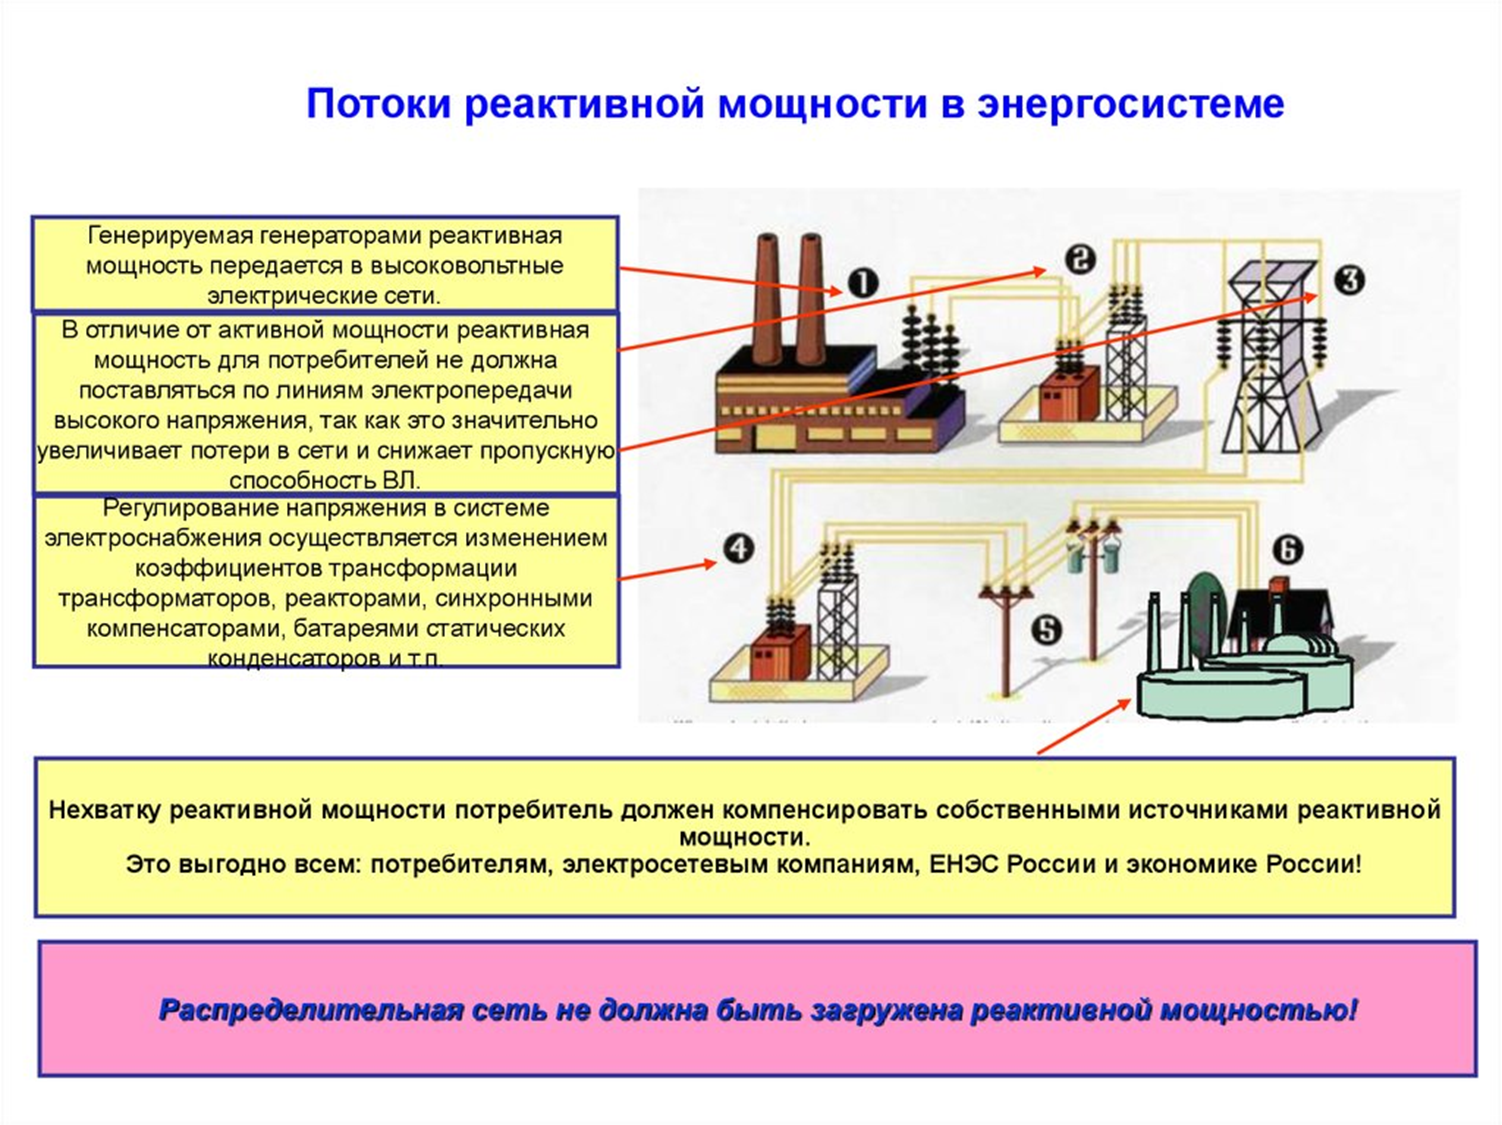 Потоки реактивной мощности в энергосистеме
Генерируемая генераторами реактивная
мощность передается в высоковольтные
электрические сети.
В отличие от активной мощности реактивная
мощность для потребителей не должна
поставляться по линиям электропередачи
высокого напряжения, так как это значительно
увеличивает потери в сети и снижает пропускную
способность ВЛ.
Регулирование напряжения в системе
электроснабжения осуществляется изменением
коэффициентов трансформации
трансформаторов, реакторами, синхронными
компенсаторами, батареями статических
конденсаторов и т.п.
1
2
3
4
5
6
Нехватку реактивной мощности потребитель должен компенсировать собственными источниками реактивной
мощности.
Это выгодно всем: потребителям, электросетевым компаниям, ЕНЭС России и экономике России!
Распределительная сеть не должна быть загружена реактивной мощностью!